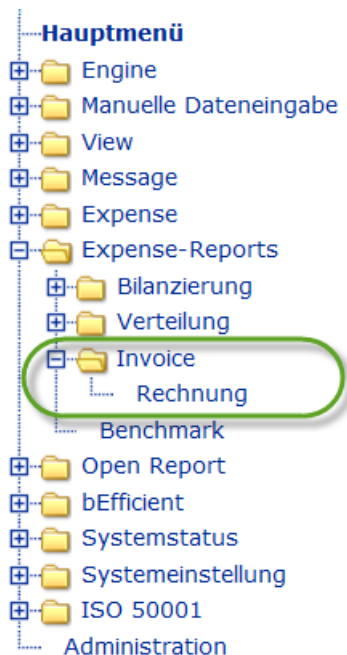 Hauptmenü
Engine
Manuelle Dateneingabe
View
Message
Expense
Expense-Reports
Bilanzierung
Verteilung
Invoice
Rechnung
Benchmark
Open Report
bEfficient
Systemstatus
Systemeinstellung
ISO 50001
Administration